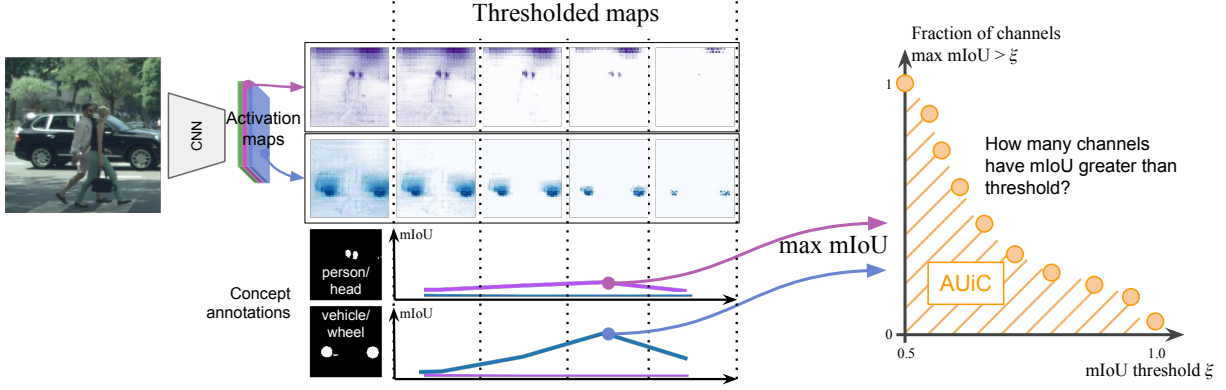 Thresholded maps
CNN
Activation
maps
Concept
annotations
person/
head
mIoU
vehicle/
wheel
mIoU
max mIoU
Fraction of channels
max mIoU > ξ
1
How many channels
have mIoU greater than
threshold?
AUiC
0
0.5
1.0
mIoU threshold ξ